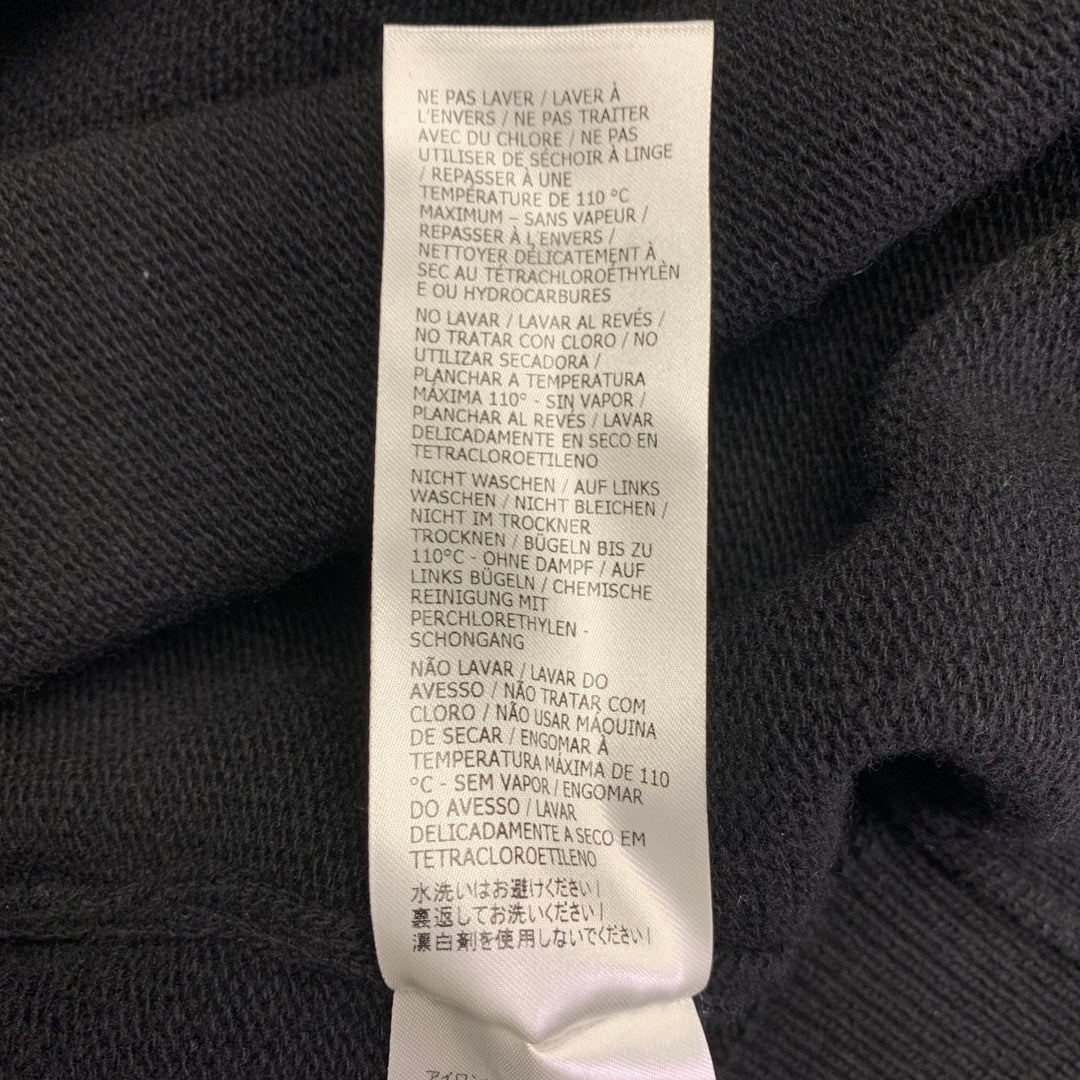 NE PAS LAVER / LAVER À
L'ENVERS / NE PAS TRAITER
AVEC DU CHLORE / NE PAS
UTILISER DE SÉCHOIR À LINGE
/ REPASSER À UNE
TEMPÉRATURE DE 110 °C
MAXIMUM – SANS VAPEUR /
REPASSER À L'ENVERS /
NETTOYER DÉLICATEMENT À
SEC AU TÉTRACHLOROÉTHYLÈN
E OU HYDROCARBURES
NO LAVAR / LAVAR AL REVÉS /
NO TRATAR CON CLORO / NO
UTILIZAR SECADORA /
PLANCHAR A TEMPERATURA
MÁXIMA 110° - SIN VAPOR /
PLANCHAR AL REVÉS / LAVAR
DELICADAMENTE EN SECO EN
TETRACLOROETILENO
NICHT WASCHEN / AUF LINKS
WASCHEN / NICHT BLEICHEN /
NICHT IM TROCKNER
TROCKNEN / BÜGELN BIS ZU
110°C - OHNE DAMPF / AUF
LINKS BÜGELN / CHEMISCHE
REINIGUNG MIT
PERCHLORETHYLEN -
SCHONGANG
NÃO LAVAR / LAVAR DO
AVESSO / NÃO TRATAR COM
CLORO / NÃO USAR MÁQUINA
DE SECAR / ENGOMAR À
TEMPERATURA MÁXIMA DE 110
°C - SEM VAPOR / ENGOMAR
DO AVESSO / LAVAR
DELICADAMENTE A SECO EM
TETRACLOROETILENO
水洗いはお避けください/
裏返してお洗いください/
漂白剤を使用しないでください/